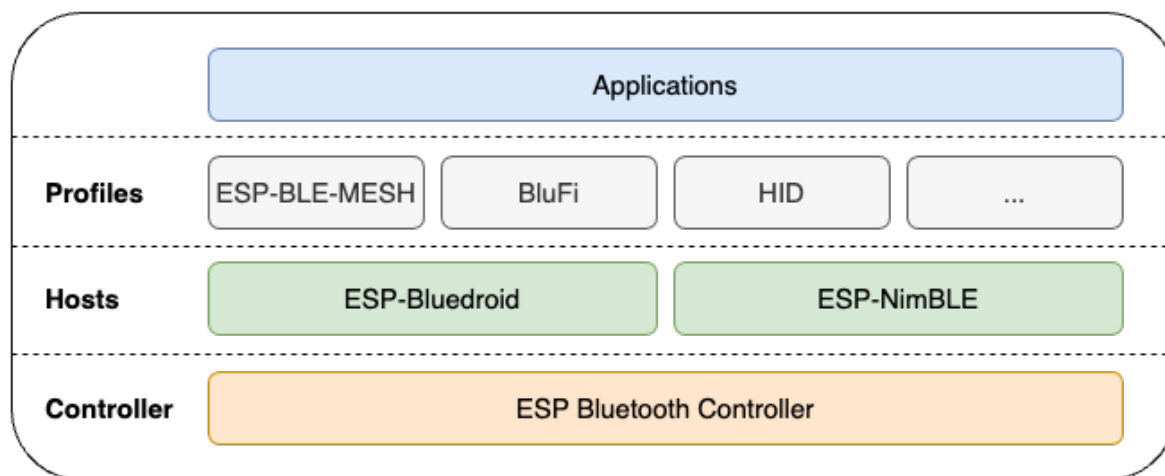 Applications
Profiles
ESP-BLE-MESH
BluFi
HID
...
Hosts
ESP-Bluedroid
ESP-NimBLE
Controller
ESP Bluetooth Controller